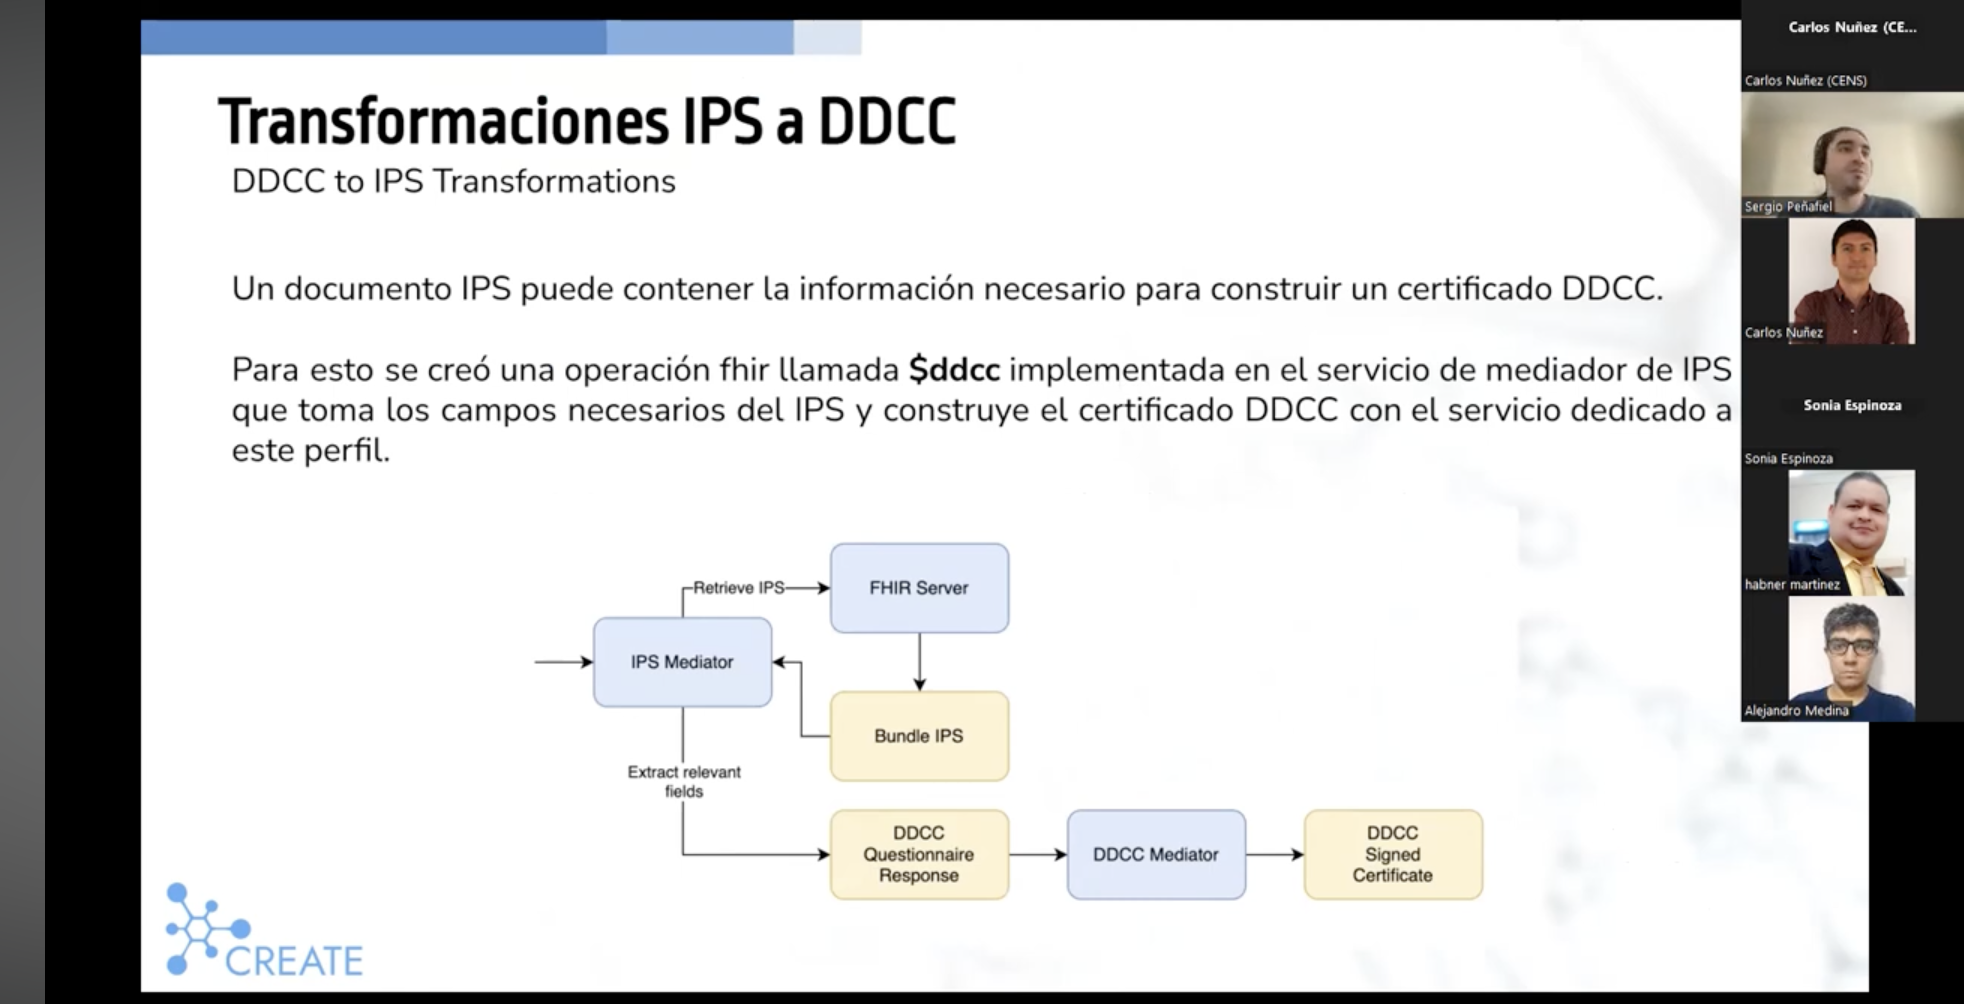 Transformaciones IPS a DDCC
DDCC to IPS Transformations
Un documento IPS puede contener la información necesario para construir un certificado DDCC.
Para esto se creó una operación fhir llamada $ddcc implementada en el servicio de mediador de IPS
que toma los campos necesarios del IPS y construye el certificado DDCC con el servicio dedicado a
este perfil.
Retrieve IPS
FHIR Server
IPS Mediator
Bundle IPS
Extract relevant
fields
DDCC
Questionnaire
Response
DDCC Mediator
DDCC
Signed
Certificate
CREATE
Carlos Nuñez (CE...
Carlos Nuñez (CENS)
Sergio Peñafiel
Carlos Nuñez
Sonia Espinoza
Sonia Espinoza
habner martinez
Alejandro Medina